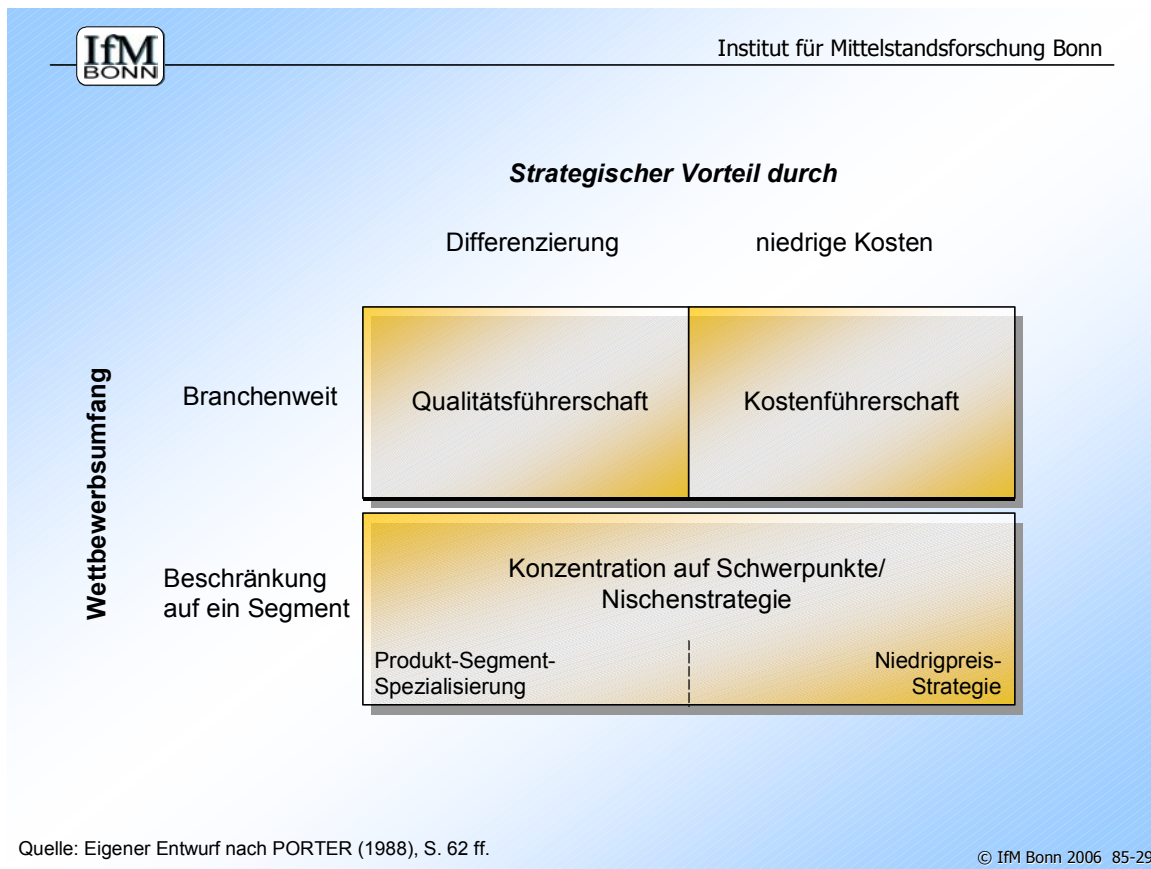 IfM
BONN
Institut für Mittelstandsforschung Bonn
Strategischer Vorteil durch
Differenzierung niedrige Kosten
Wettbewerbsumfang
Branchenweit
Qualitätsführerschaft Kostenführerschaft
Beschränkung
auf ein Segment
Konzentration auf Schwerpunkte/
Nischenstrategie
Produkt-Segment-
Spezialisierung
Niedrigpreis-
Strategie
Quelle: Eigener Entwurf nach PORTER (1988), S. 62 ff.
© IfM Bonn 2006 85-29